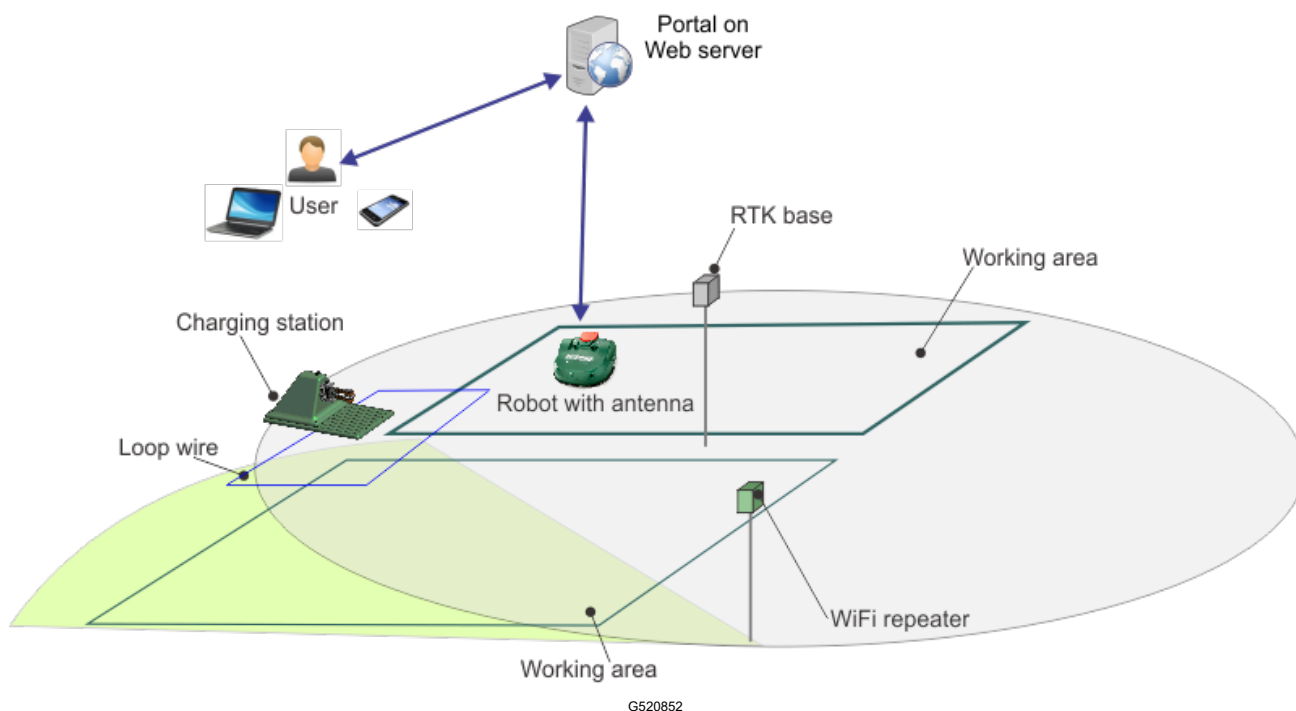 Portal on
Web server
User
RTK base
Working area
Charging station
Robot with antenna
Loop wire
WiFi repeater
Working area
G520852